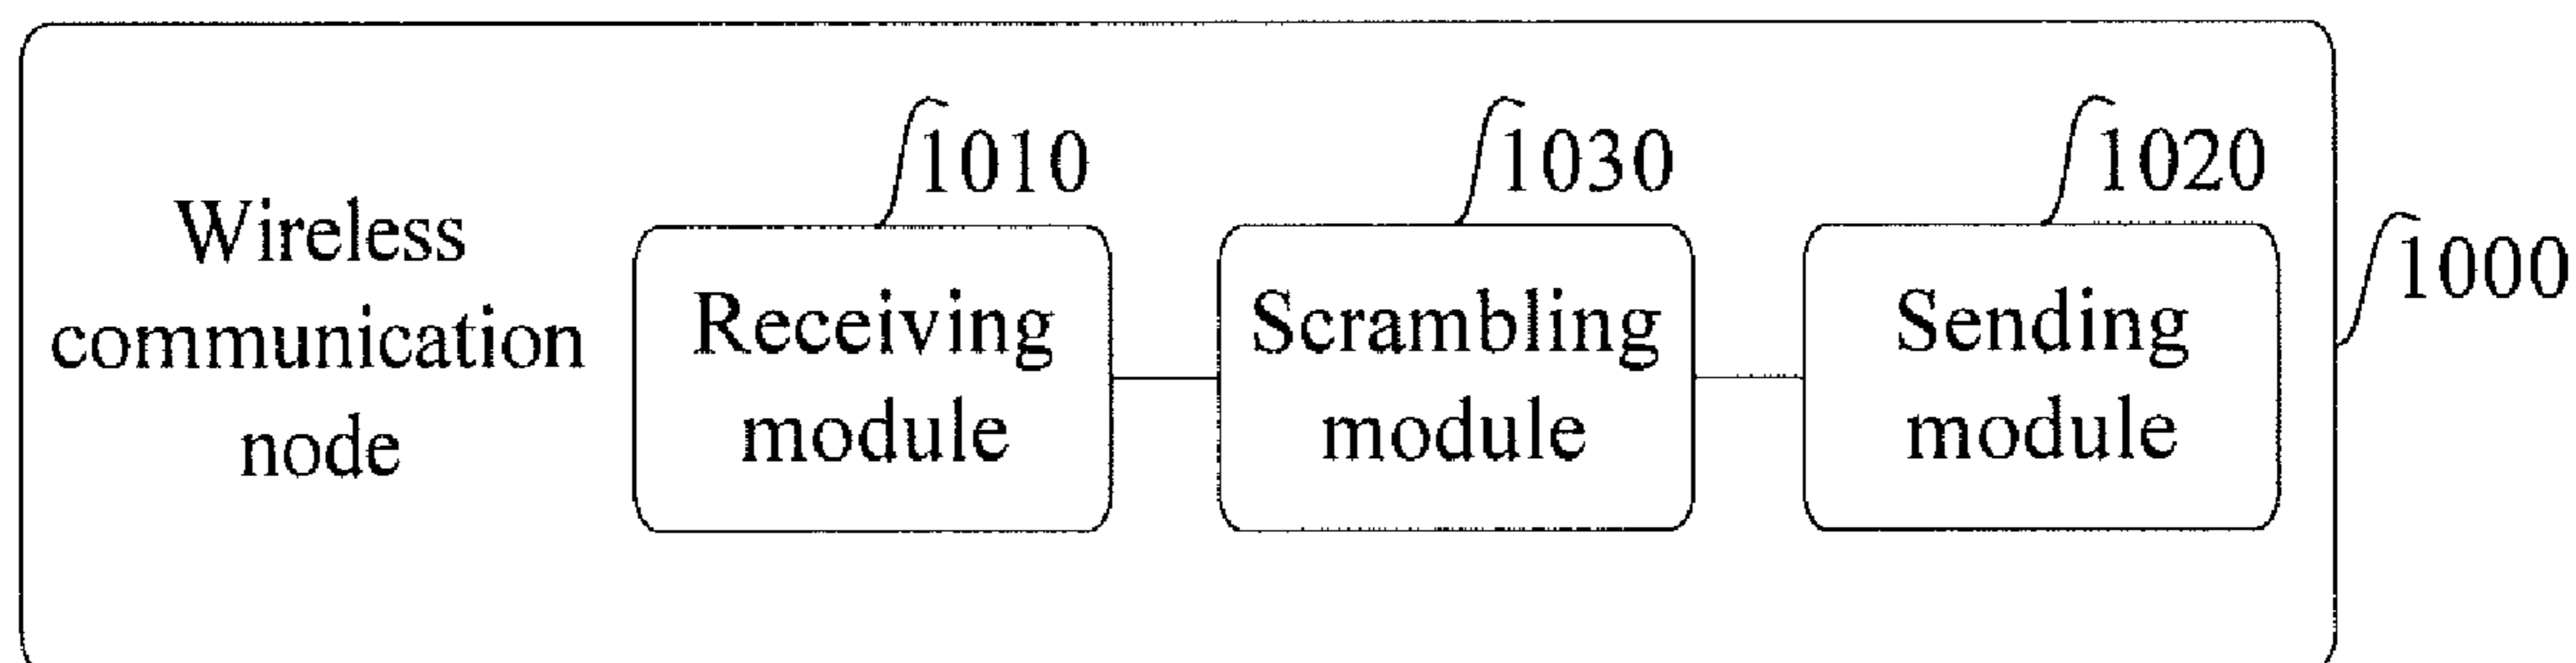 1010
1030
1020
1000
Wireless
communication
node
Receiving
module
Scrambling
module
Sending
module